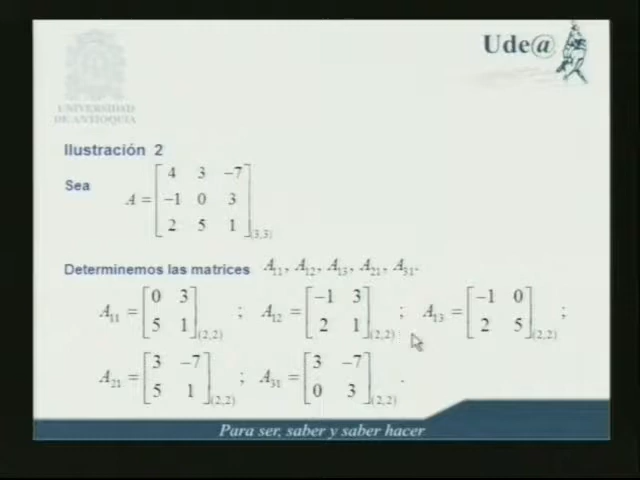 Ude@
UNIVERSIDAD
DE ANTIOQUIA
Ilustración 2
Sea A = [ 4 3 −7 ; −1 0 3 ; 2 5 1 ](3,3)
Determinemos las matrices A11, A12, A13, A21, A31.
A11 = [ 0 3 ; 5 1 ](2,2) ; A12 = [ −1 3 ; 2 1 ](2,2) ; A13 = [ −1 0 ; 2 5 ](2,2) ;
A21 = [ 3 −7 ; 5 1 ](2,2) ; A31 = [ 3 −7 ; 0 3 ](2,2) .
Para ser, saber y saber hacer